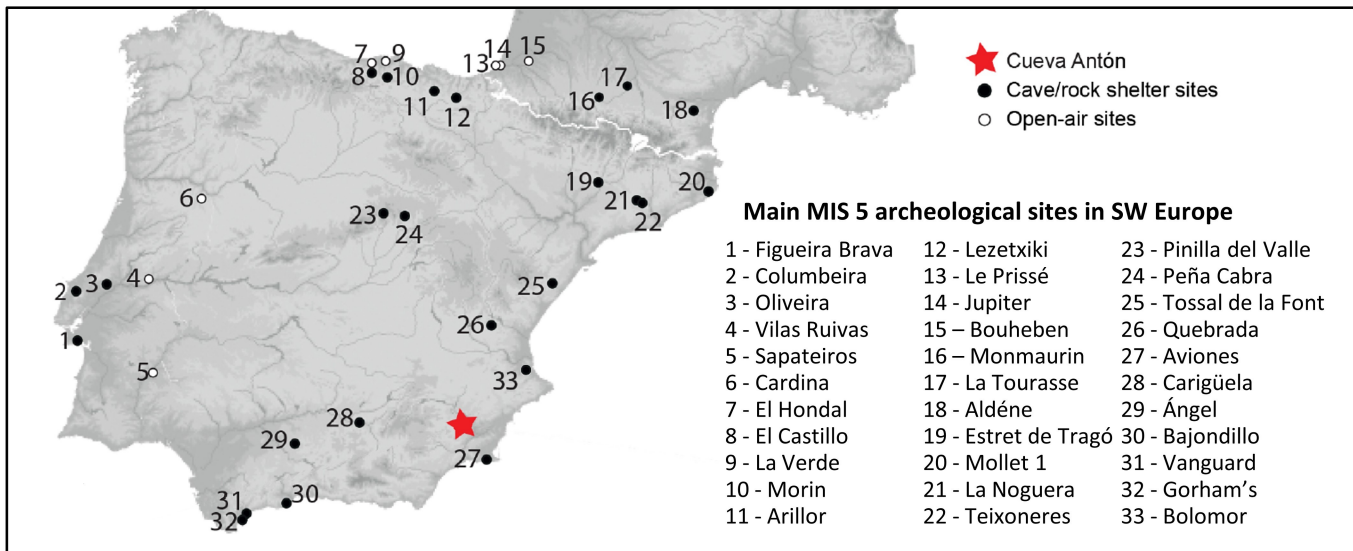 7
9
8
10
11
12
13
14
15
16
17
18
6
19
21
22
20
23
24
4
3
2
25
26
1
5
33
28
29
27
31
30
32
Cueva Antón
Cave/rock shelter sites
Open-air sites
Main MIS 5 archeological sites in SW Europe
1 - Figueira Brava
2 - Columbeira
3 - Oliveira
4 - Vilas Ruivas
5 - Sapateiros
6 - Cardina
7 - El Hondal
8 - El Castillo
9 - La Verde
10 - Morin
11 - Arillor
12 - Lezetxiki
13 - Le Prissé
14 - Jupiter
15 – Bouheben
16 – Monmaurin
17 - La Tourasse
18 - Aldéne
19 - Estret de Tragó
20 - Mollet 1
21 - La Noguera
22 - Teixoneres
23 - Pinilla del Valle
24 - Peña Cabra
25 - Tossal de la Font
26 - Quebrada
27 - Aviones
28 - Carigüela
29 - Ángel
30 - Bajondillo
31 - Vanguard
32 - Gorham's
33 - Bolomor